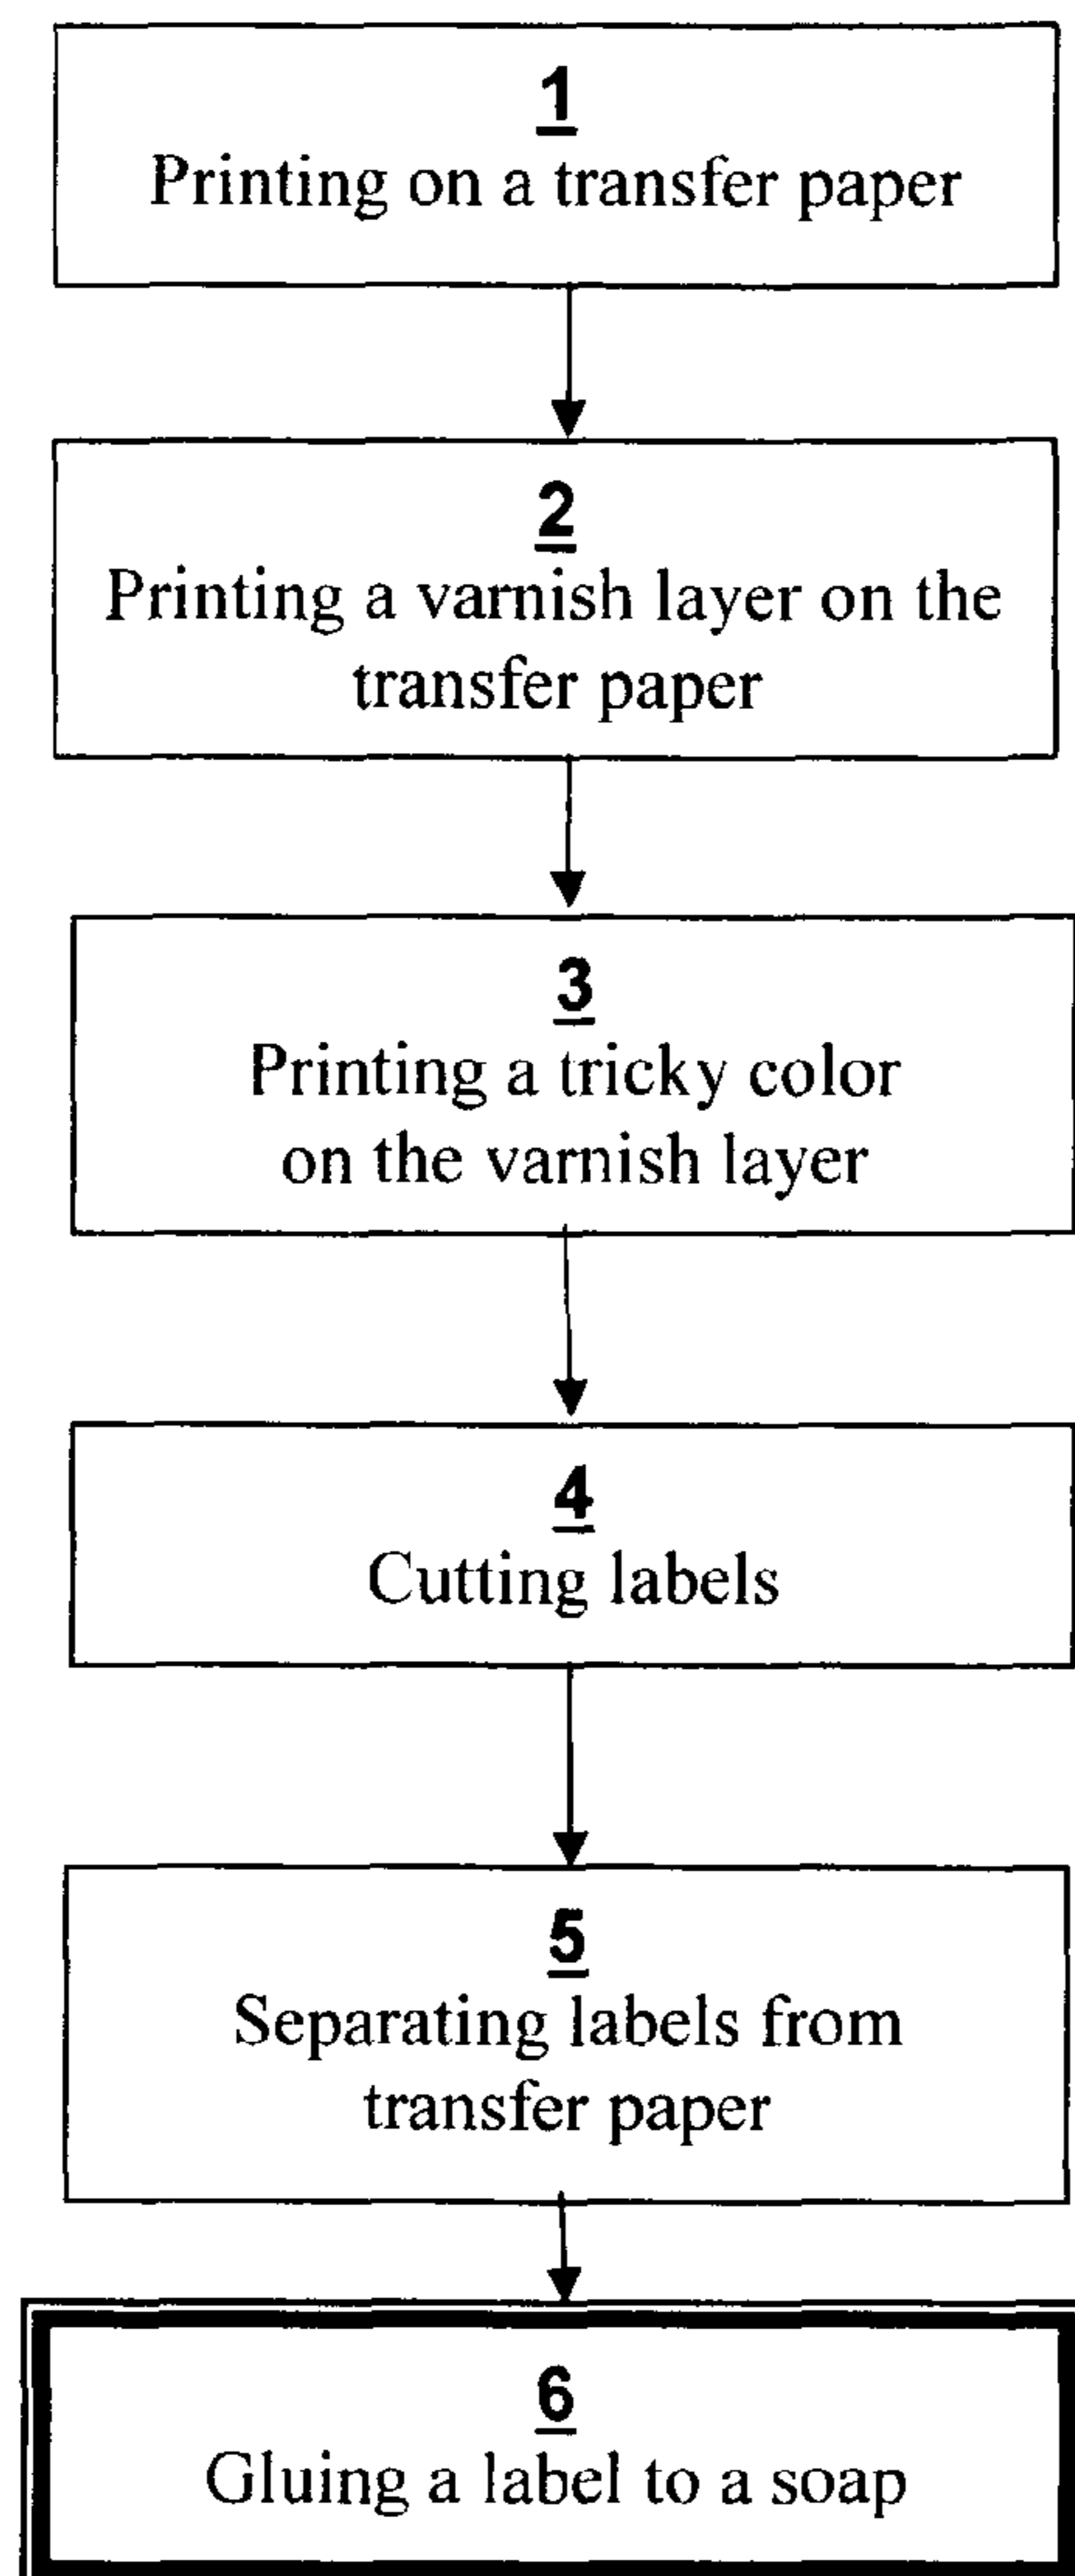 1
Printing on a transfer paper
2
Printing a varnish layer on the
transfer paper
3
Printing a tricky color
on the varnish layer
4
Cutting labels
5
Separating labels from
transfer paper
6
Gluing a label to a soap